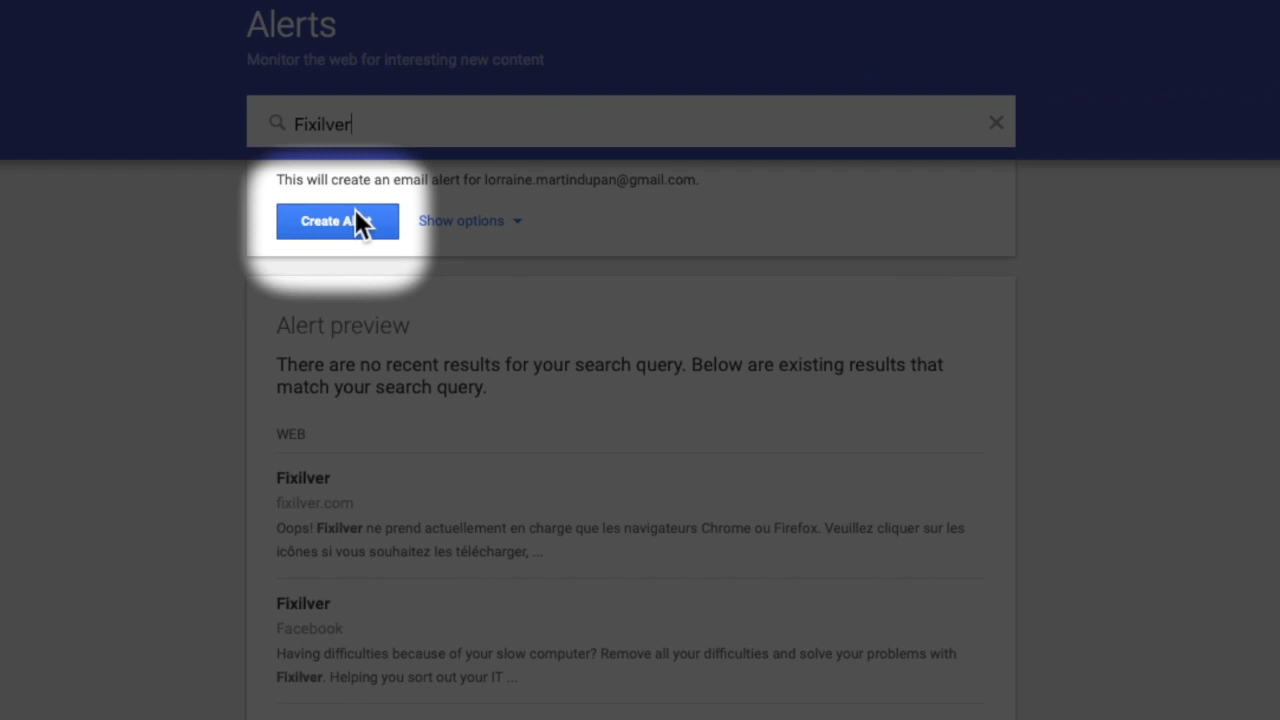 Alerts
Monitor the web for interesting new content
Fixilver
This will create an email alert for lorraine.martindupan@gmail.com.
Create Alert
Show options
Alert preview
There are no recent results for your search query. Below are existing results that
match your search query.
WEB
Fixilver
fixilver.com
Oops! Fixilver ne prend actuellement en charge que les navigateurs Chrome ou Firefox. Veuillez cliquer sur les
icônes si vous souhaitez les télécharger, ...
Fixilver
Facebook
Having difficulties because of your slow computer? Remove all your difficulties and solve your problems with
Fixilver. Helping you sort out your IT ...